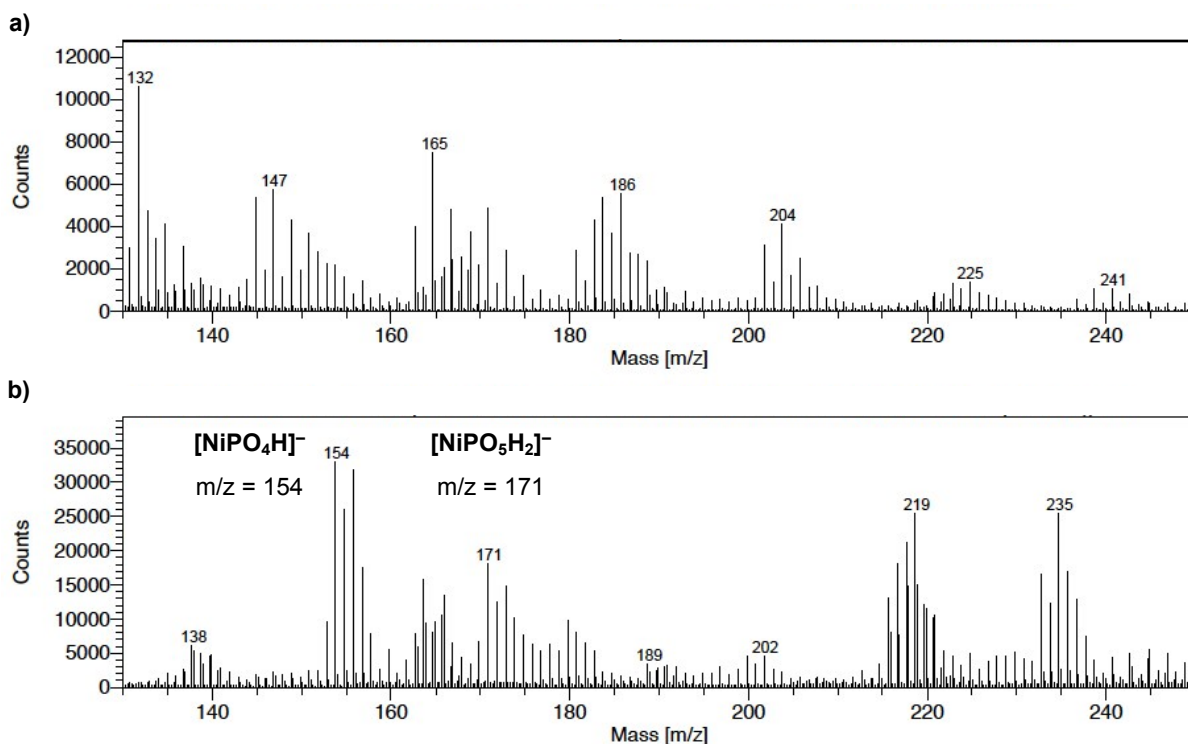 a)
12000
10000
8000
6000
4000
2000
0
Counts
132
147
165
186
204
225
241
140 160 180 200 220 240
Mass [m/z]
b)
35000
30000
25000
20000
15000
10000
5000
0
Counts
[NiPO₄H]⁻ [NiPO₅H₂]⁻
m/z = 154 m/z = 171
138
154
171
189
202
219
235
140 160 180 200 220 240
Mass [m/z]